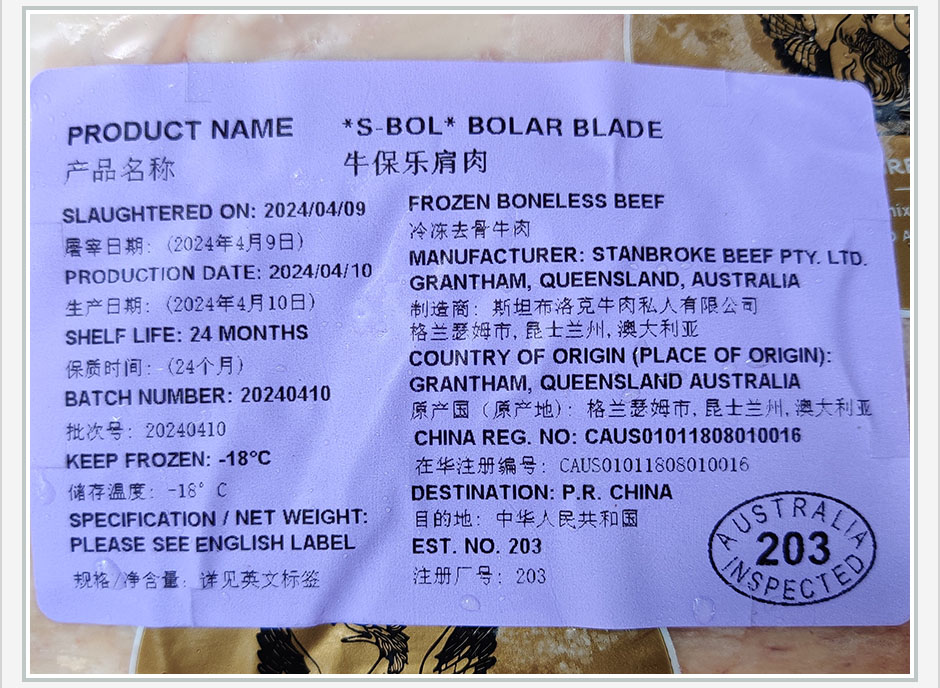 PRODUCT NAME
产品名称
*S-BOL* BOLAR BLADE
牛保乐肩肉
SLAUGHTERED ON: 2024/04/09
屠宰日期: (2024年4月9日)
PRODUCTION DATE: 2024/04/10
生产日期: (2024年4月10日)
SHELF LIFE: 24 MONTHS
保质时间: (24个月)
BATCH NUMBER: 20240410
批次号: 20240410
KEEP FROZEN: -18°C
储存温度: -18° C
SPECIFICATION / NET WEIGHT:
PLEASE SEE ENGLISH LABEL
规格/净含量: 详见英文标签
FROZEN BONELESS BEEF
冷冻去骨牛肉
MANUFACTURER: STANBROKE BEEF PTY. LTD.
GRANTHAM, QUEENSLAND, AUSTRALIA
制造商: 斯坦布洛克牛肉私人有限公司
格兰瑟姆市, 昆士兰州, 澳大利亚
COUNTRY OF ORIGIN (PLACE OF ORIGIN):
GRANTHAM, QUEENSLAND AUSTRALIA
原产国 (原产地): 格兰瑟姆市, 昆士兰州, 澳大利亚
CHINA REG. NO: CAUS01011808010016
在华注册编号: CAUS01011808010016
DESTINATION: P.R. CHINA
目的地: 中华人民共和国
EST. NO. 203
注册厂号: 203
AUSTRALIA
203
INSPECTED